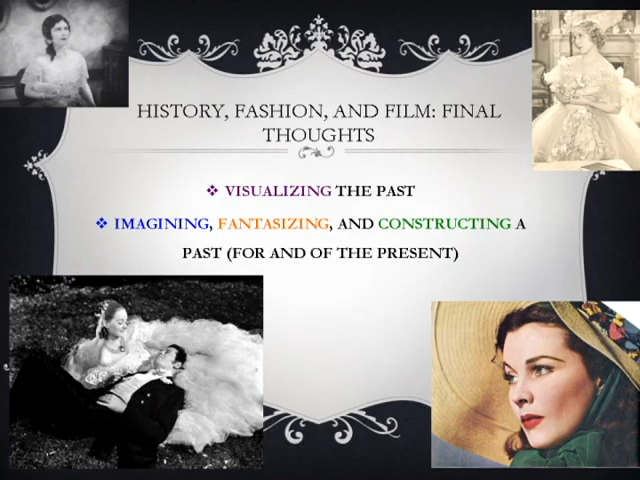 HISTORY, FASHION, AND FILM: FINAL
THOUGHTS
❖ VISUALIZING THE PAST
❖ IMAGINING, FANTASIZING, AND CONSTRUCTING A
PAST (FOR AND OF THE PRESENT)